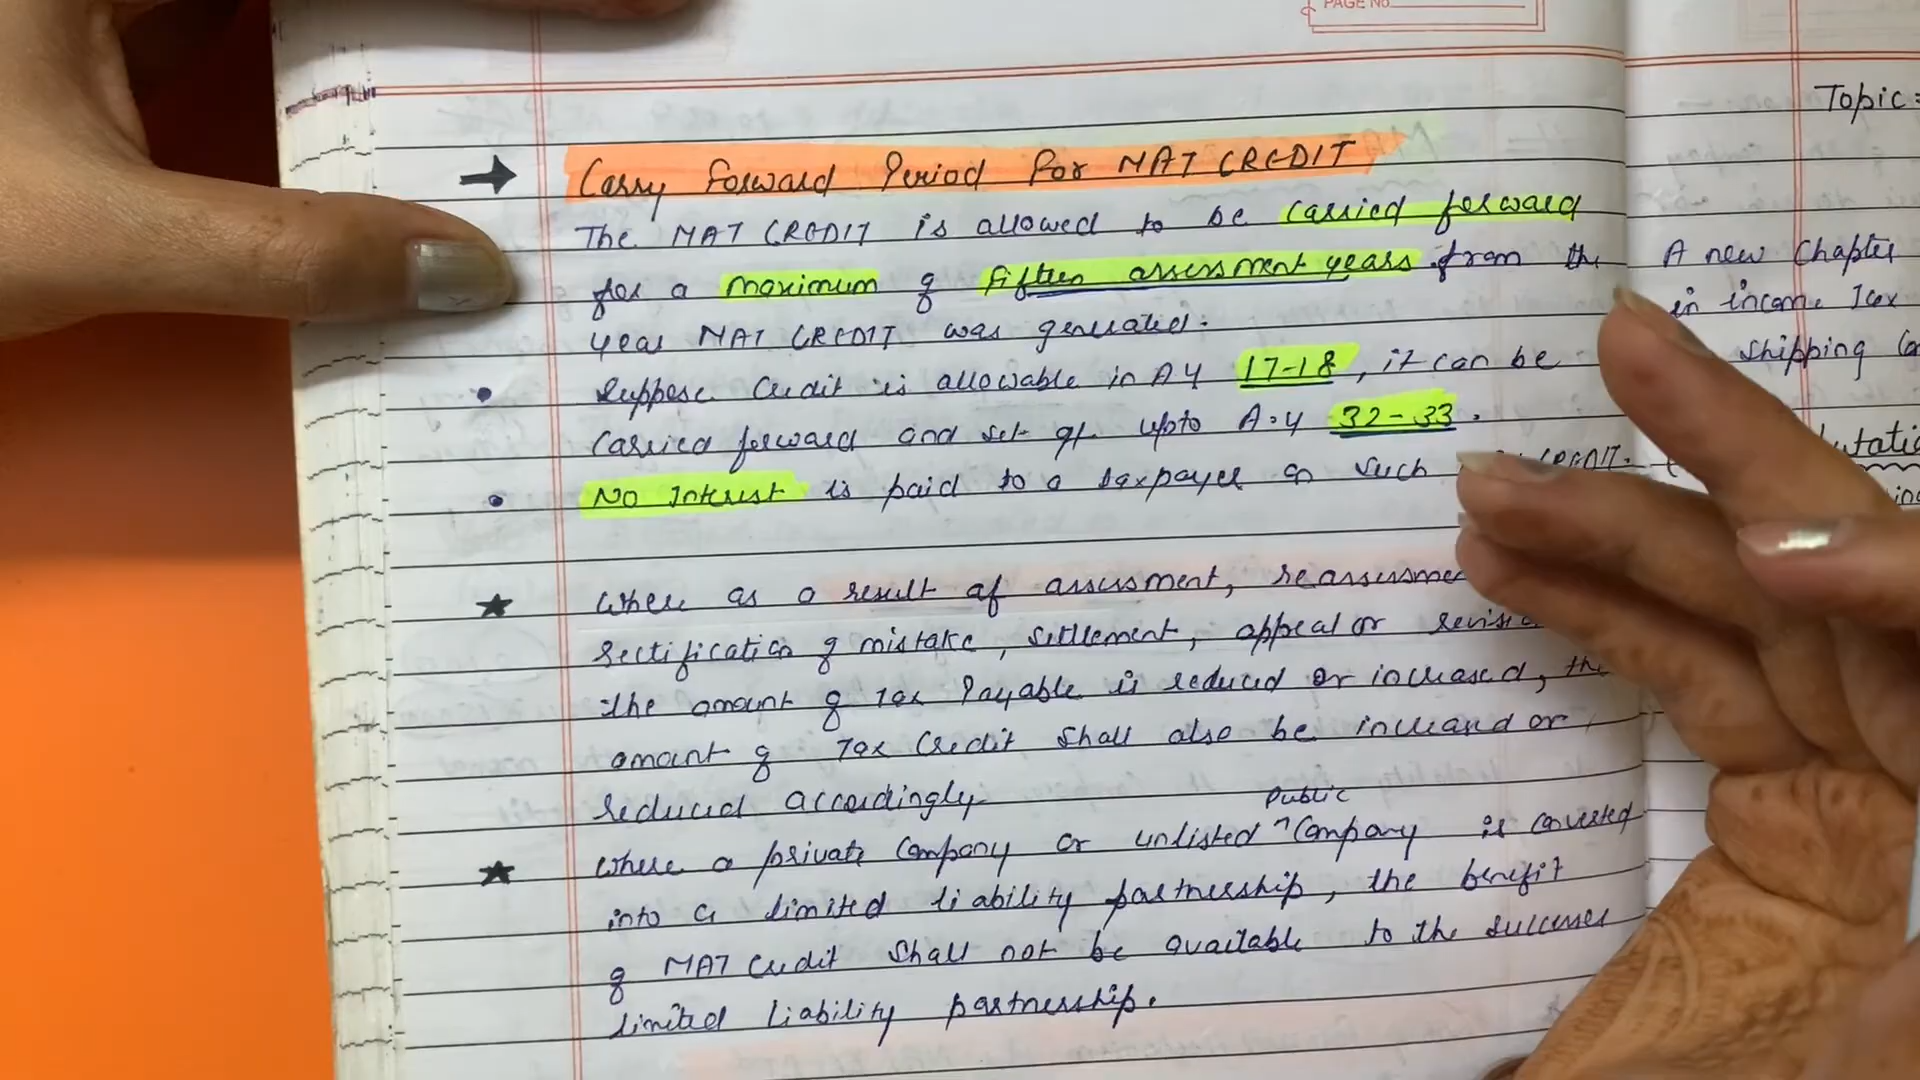 PAGE No.
→ Carry Forward Period For MAT CREDIT
The MAT CREDIT is allowed to be carried forward
for a maximum of fifteen assessment years from the
year MAT CREDIT was generated.
• Suppose Credit is allowable in AY 17-18, it can be
carried forward and set off upto A.Y 32-33.
• No Interest is paid to a taxpayer on such CREDIT.
★ Where as a result of assessment,
rectification of mistake, settlement, appeal or
the amount of Tax Payable is reduced or increased, the
amount of Tax Credit shall also be increased or
reduced accordingly
★ Where a private Company or unlisted Public Company is converted
into a limited liability partnership, the benefit
of MAT Credit shall not be available to the successor
limited liability partnership.
Topic:
A new Chapter
in income Tax
Shipping